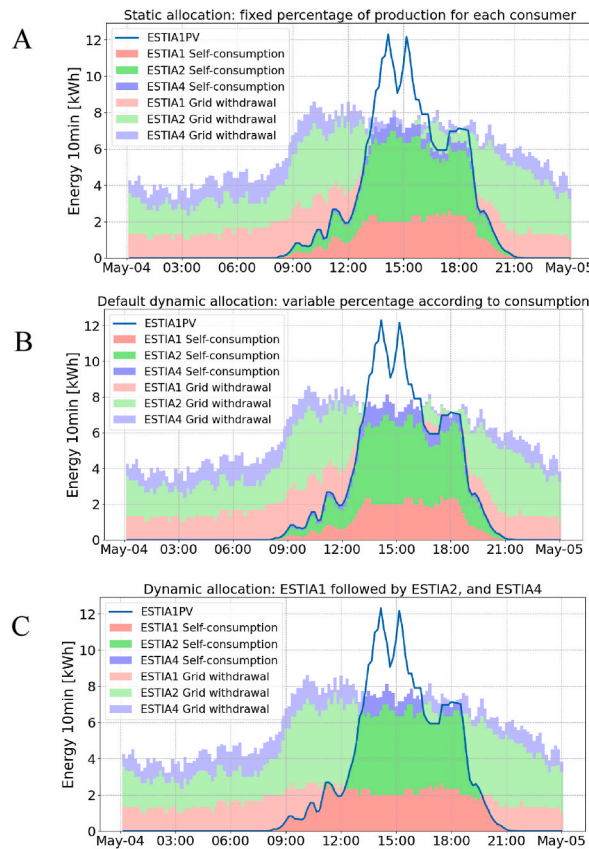 A
Static allocation: fixed percentage of production for each consumer
Energy 10min [kWh]
12
10
8
6
4
2
0
ESTIA1PV
ESTIA1 Self-consumption
ESTIA2 Self-consumption
ESTIA4 Self-consumption
ESTIA1 Grid withdrawal
ESTIA2 Grid withdrawal
ESTIA4 Grid withdrawal
May-04 03:00 06:00 09:00 12:00 15:00 18:00 21:00 May-05
B
Default dynamic allocation: variable percentage according to consumption
Energy 10min [kWh]
12
10
8
6
4
2
0
ESTIA1PV
ESTIA1 Self-consumption
ESTIA2 Self-consumption
ESTIA4 Self-consumption
ESTIA1 Grid withdrawal
ESTIA2 Grid withdrawal
ESTIA4 Grid withdrawal
May-04 03:00 06:00 09:00 12:00 15:00 18:00 21:00 May-05
C
Dynamic allocation: ESTIA1 followed by ESTIA2, and ESTIA4
Energy 10min [kWh]
12
10
8
6
4
2
0
ESTIA1PV
ESTIA1 Self-consumption
ESTIA2 Self-consumption
ESTIA4 Self-consumption
ESTIA1 Grid withdrawal
ESTIA2 Grid withdrawal
ESTIA4 Grid withdrawal
May-04 03:00 06:00 09:00 12:00 15:00 18:00 21:00 May-05